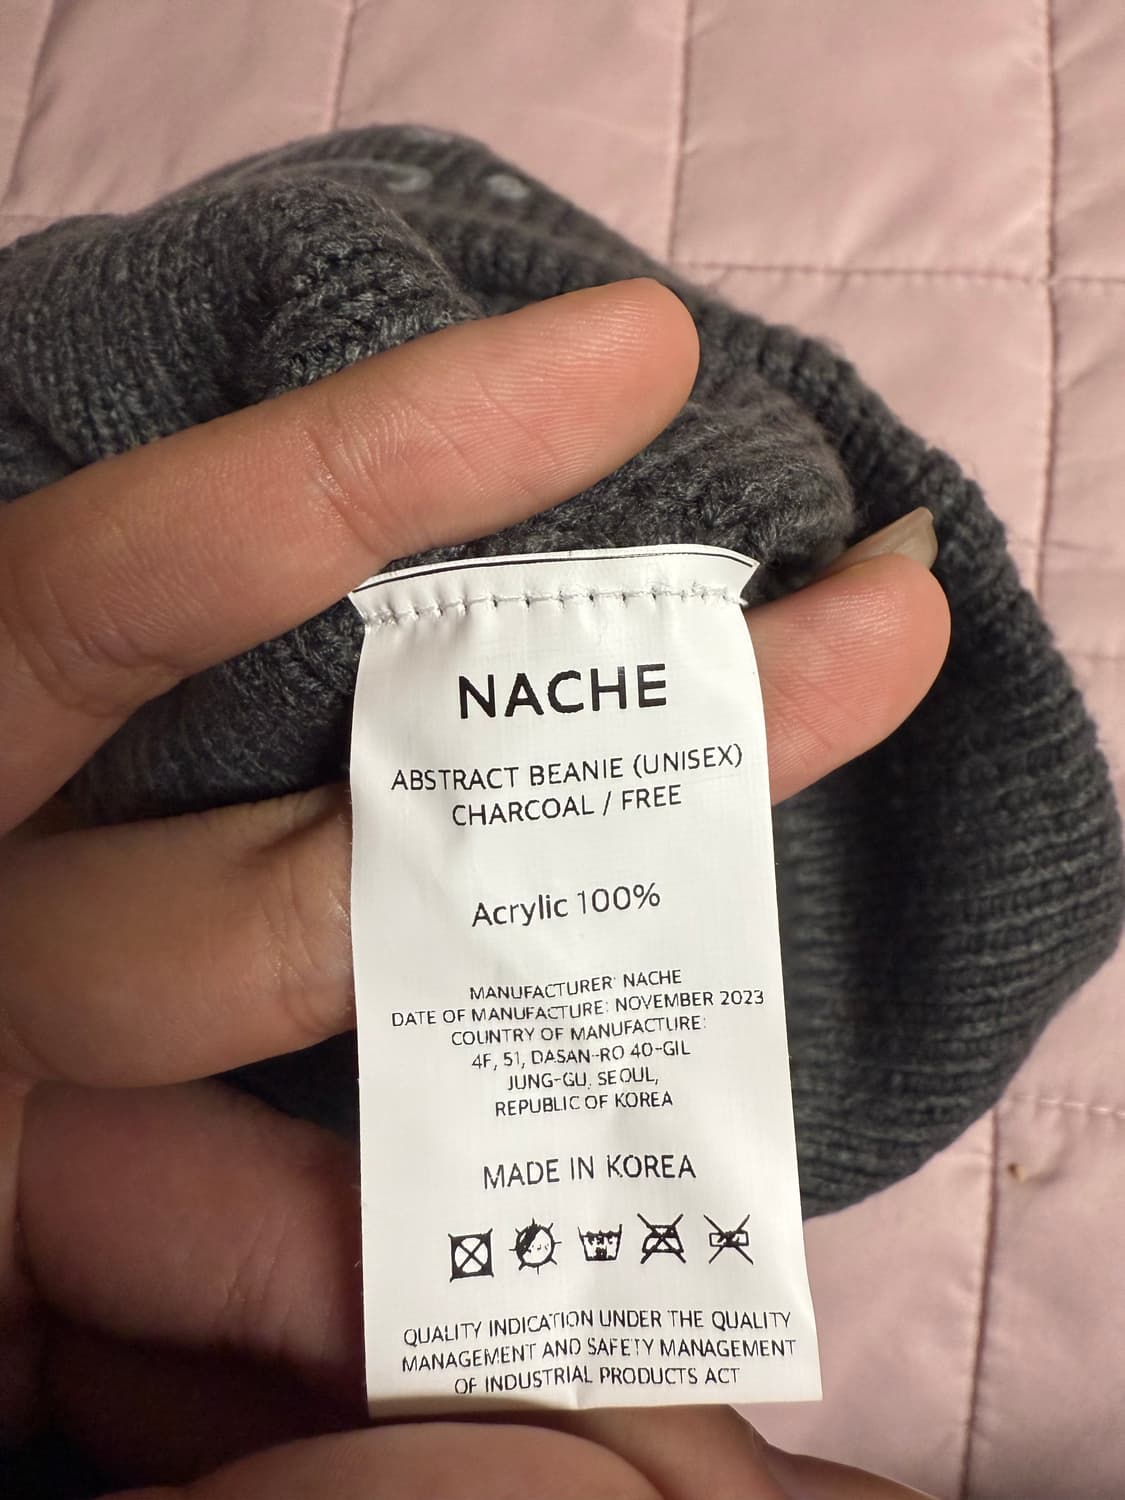 NACHE
ABSTRACT BEANIE (UNISEX)
CHARCOAL / FREE
Acrylic 100%
MANUFACTURER: NACHE
DATE OF MANUFACTURE: NOVEMBER 2023
COUNTRY OF MANUFACTURE:
4F, 51, DASAN-RO 40-GIL
JUNG-GU, SEOUL,
REPUBLIC OF KOREA
MADE IN KOREA
QUALITY INDICATION UNDER THE QUALITY
MANAGEMENT AND SAFETY MANAGEMENT
OF INDUSTRIAL PRODUCTS ACT